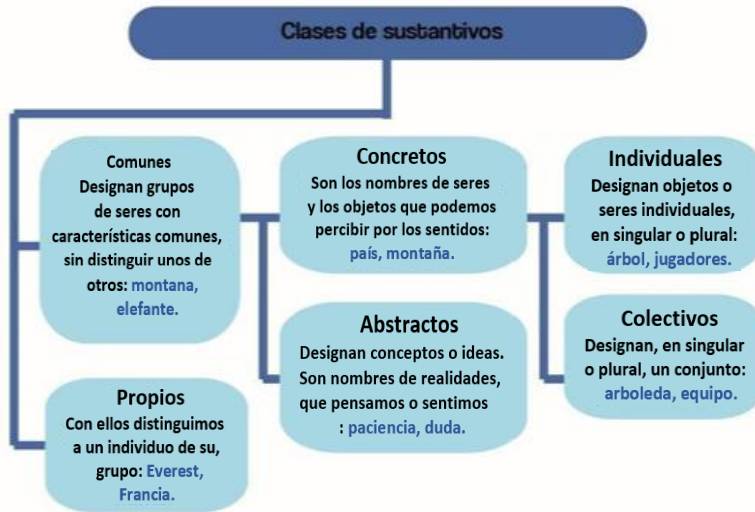 Clases de sustantivos
Comunes
Designan grupos
de seres con
características comunes,
sin distinguir unos de
otros: montana,
elefante.
Propios
Con ellos distinguimos
a un individuo de su,
grupo: Everest,
Francia.
Concretos
Son los nombres de seres
y los objetos que podemos
percibir por los sentidos:
país, montaña.
Abstractos
Designan conceptos o ideas.
Son nombres de realidades,
que pensamos o sentimos
: paciencia, duda.
Individuales
Designan objetos o
seres individuales,
en singular o plural:
árbol, jugadores.
Colectivos
Designan, en singular
o plural, un conjunto:
arboleda, equipo.